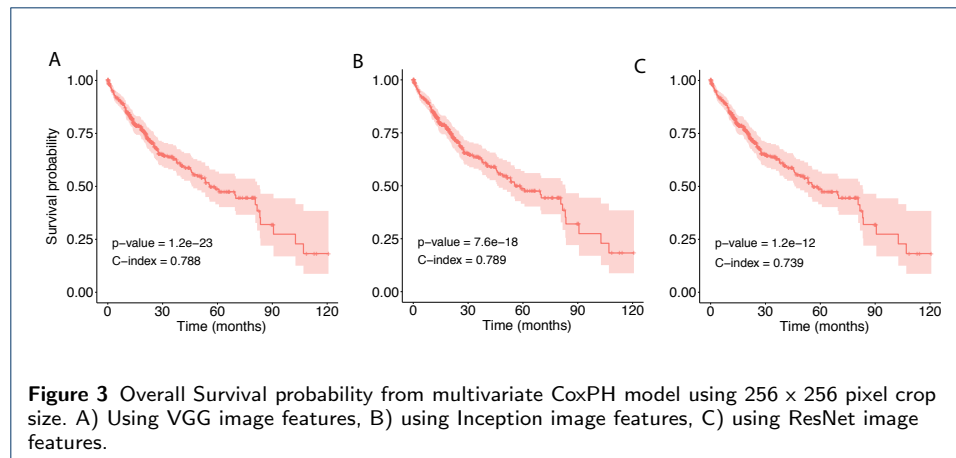 A
B
C
1.00
0.75
0.50
0.25
0.00
Survival probability
p−value = 1.2e−23
C−index = 0.788
0 30 60 90 120
Time (months)
1.00
0.75
0.50
0.25
0.00
p−value = 7.6e−18
C−index = 0.789
0 30 60 90 120
Time (months)
1.00
0.75
0.50
0.25
0.00
p−value = 1.2e−12
C−index = 0.739
0 30 60 90 120
Time (months)
Figure 3 Overall Survival probability from multivariate CoxPH model using 256 x 256 pixel crop
size. A) Using VGG image features, B) using Inception image features, C) using ResNet image
features.